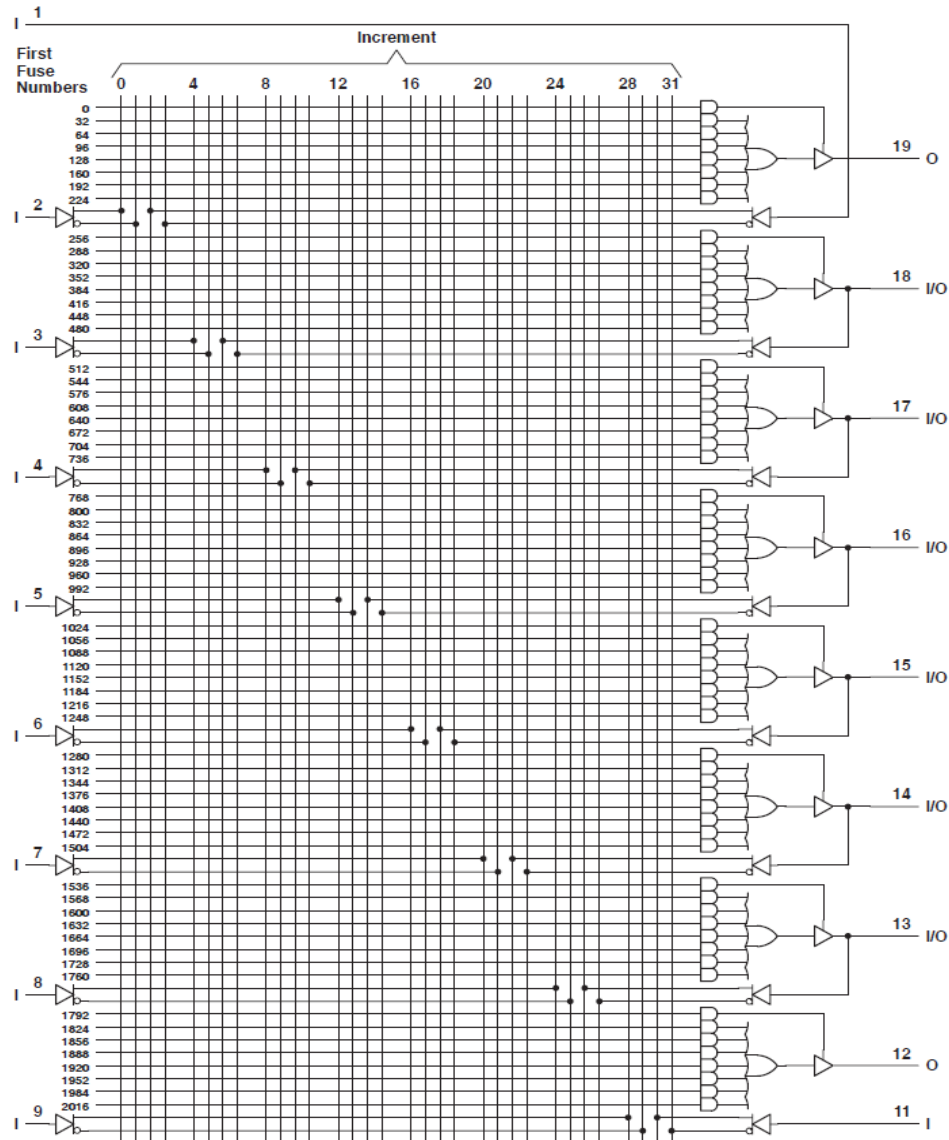 I 1
Increment
First
Fuse
Numbers
0 4 8 12 16 20 24 28 31
0
32
64
96
128
160
192
224
19 O
I 2
256
288
320
352
384
416
448
480
18 I/O
I 3
512
544
576
608
640
672
704
736
17 I/O
I 4
768
800
832
864
896
928
960
992
16 I/O
I 5
1024
1056
1088
1120
1152
1184
1216
1248
15 I/O
I 6
1280
1312
1344
1376
1408
1440
1472
1504
14 I/O
I 7
1536
1568
1600
1632
1664
1696
1728
1760
13 I/O
I 8
1792
1824
1856
1888
1920
1952
1984
2016
12 O
I 9
11 I